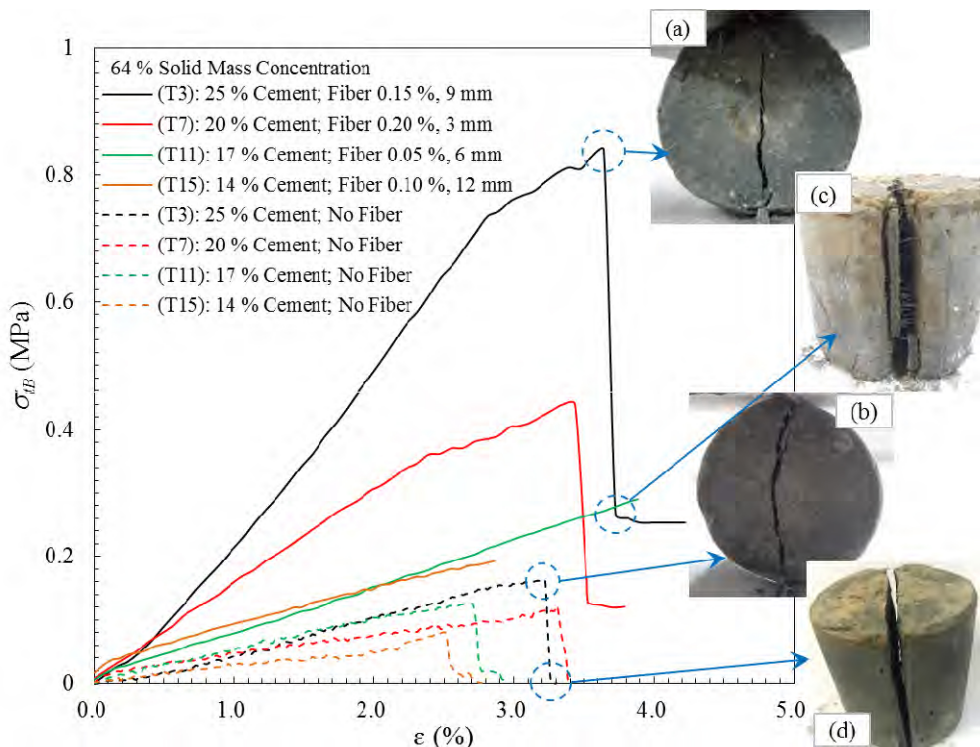 (a)
1
64 % Solid Mass Concentration
(T3): 25 % Cement; Fiber 0.15 %, 9 mm
(T7): 20 % Cement; Fiber 0.20 %, 3 mm
(T11): 17 % Cement; Fiber 0.05 %, 6 mm
(T15): 14 % Cement; Fiber 0.10 %, 12 mm
(T3): 25 % Cement, No Fiber
(T7): 20 % Cement; No Fiber
(T11): 17 % Cement; No Fiber
(T15): 14 % Cement; No Fiber
0.8
(c)
0.6
σtB (MPa)
0.4
(b)
0.2
0
0.0 1.0 2.0 3.0 4.0 5.0
ε (%)
(d)